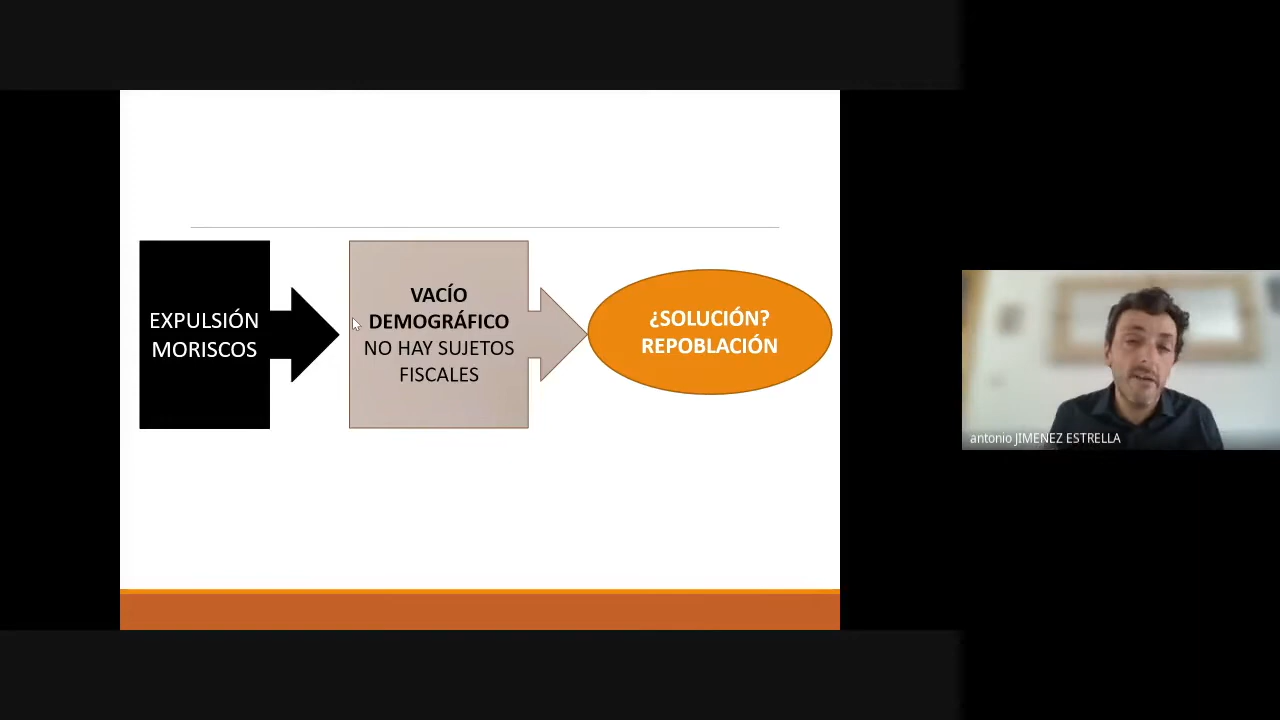 EXPULSIÓN
MORISCOS
VACÍO
DEMOGRÁFICO
NO HAY SUJETOS
FISCALES
¿SOLUCIÓN?
REPOBLACIÓN
antonio JIMENEZ ESTRELLA